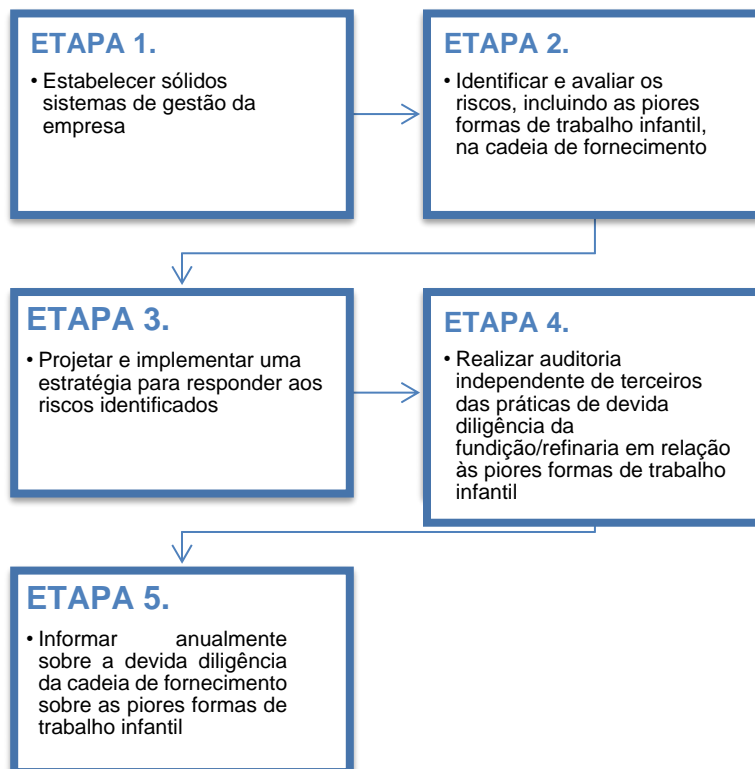 ETAPA 1.
• Estabelecer sólidos
sistemas de gestão da
empresa
ETAPA 2.
• Identificar e avaliar os
riscos, incluindo as piores
formas de trabalho infantil,
na cadeia de fornecimento
ETAPA 3.
• Projetar e implementar uma
estratégia para responder aos
riscos identificados
ETAPA 4.
• Realizar auditoria
independente de terceiros
das práticas de devida
diligência da
fundição/refinaria em relação
às piores formas de trabalho
infantil
ETAPA 5.
• Informar anualmente
sobre a devida diligência
da cadeia de fornecimento
sobre as piores formas de
trabalho infantil